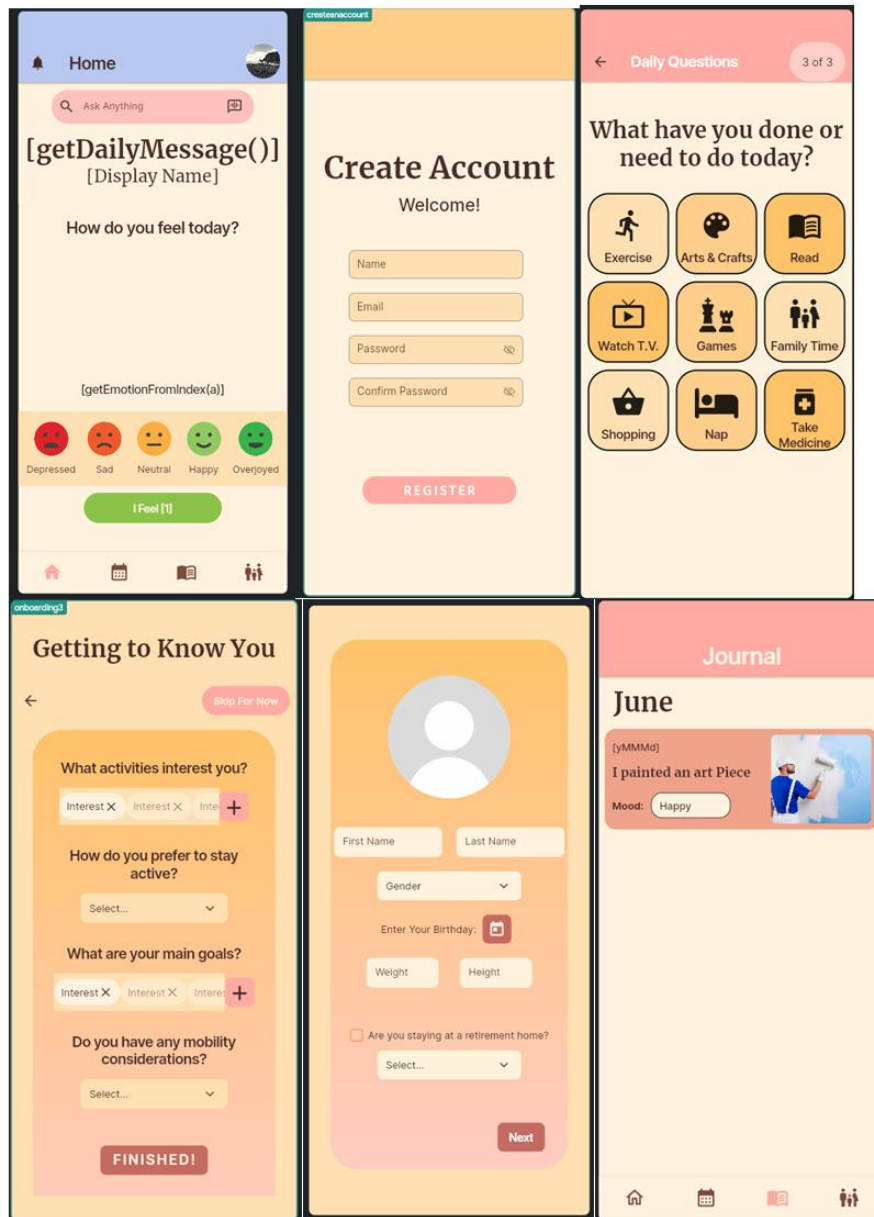 Home
Ask Anything
[getDailyMessage()]
[Display Name]
How do you feel today?
[getEmotionFromIndex(a)]
Depressed Sad Neutral Happy Overjoyed
I Feel [1]
createanaccount
Create Account
Welcome!
Name
Email
Password
Confirm Password
REGISTER
Daily Questions 3 of 3
What have you done or
need to do today?
Exercise Arts & Crafts Read
Watch T.V. Games Family Time
Shopping Nap Take
Medicine
onboarding3
Getting to Know You
Skip For Now
What activities interest you?
Interest Interest Inte
How do you prefer to stay
active?
Select...
What are your main goals?
Interest Interest Interes
Do you have any mobility
considerations?
Select...
FINISHED!
First Name Last Name
Gender
Enter Your Birthday:
Weight Height
Are you staying at a retirement home?
Select...
Next
Journal
June
[yMMMd]
I painted an art Piece
Mood: Happy